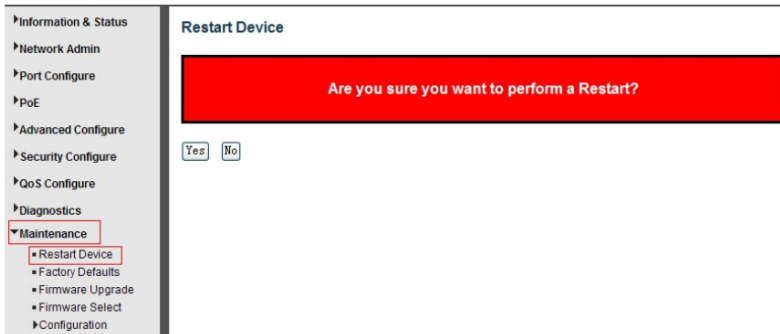 Information & Status
Network Admin
Port Configure
PoE
Advanced Configure
Security Configure
QoS Configure
Diagnostics
Maintenance
Restart Device
Factory Defaults
Firmware Upgrade
Firmware Select
Configuration
Restart Device
Are you sure you want to perform a Restart?
Yes No